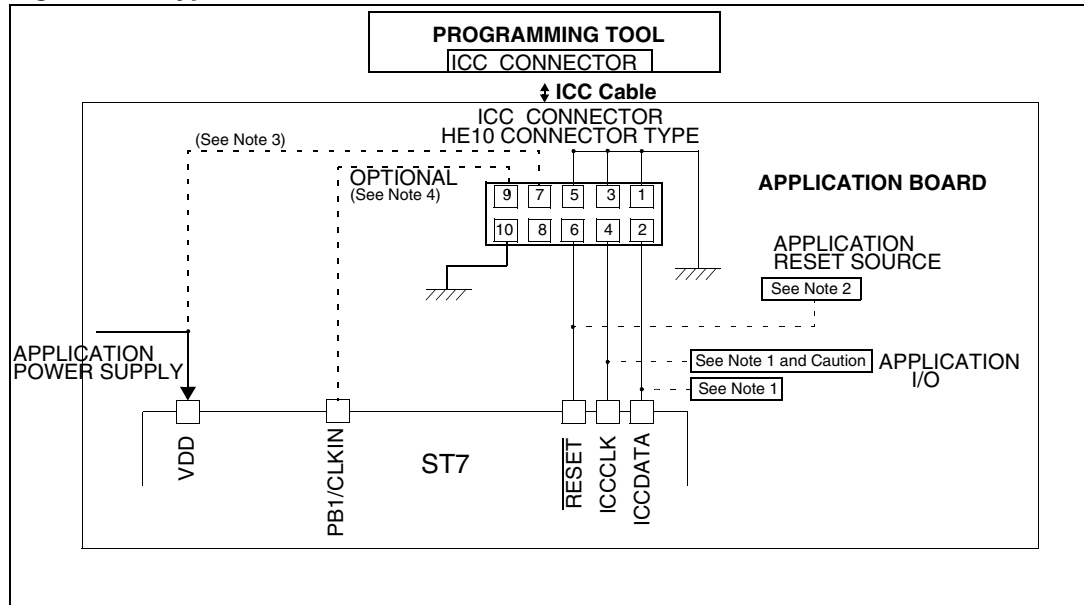 PROGRAMMING TOOL
ICC CONNECTOR
ICC Cable
ICC CONNECTOR
HE10 CONNECTOR TYPE
(See Note 3)
OPTIONAL
(See Note 4)
9 7 5 3 1
10 8 6 4 2
APPLICATION BOARD
APPLICATION
RESET SOURCE
See Note 2
APPLICATION
POWER SUPPLY
See Note 1 and Caution
See Note 1
APPLICATION
I/O
VDD
PB1/CLKIN
ST7
RESET
ICCCLK
ICCDATA